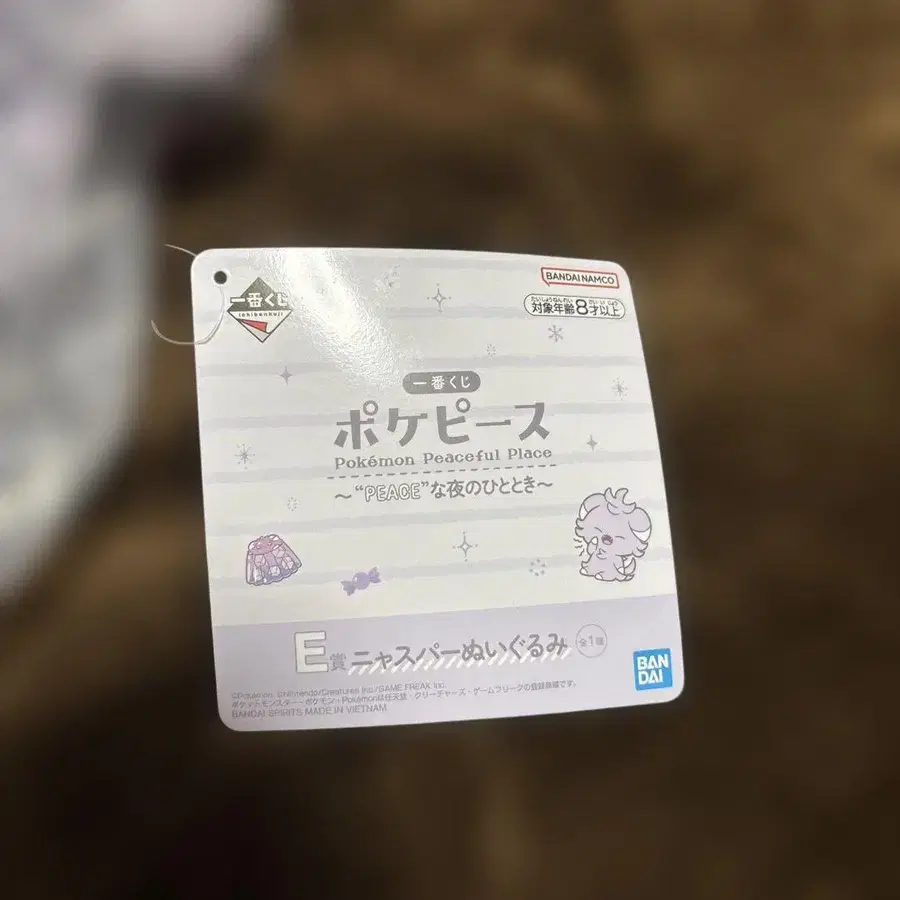 一番くじ
ichibankuji
BANDAI NAMCO
たいしょうねんれい さいいじょう
対象年齢8才以上
一番くじ
ポケピース
Pokémon Peaceful Place
～“PEACE”な夜のひととき～
E賞 ニャスパーぬいぐるみ 全1種
©Pokémon. ©Nintendo/Creatures Inc./GAME FREAK inc.
ポケットモンスター・ポケモン・Pokémonは任天堂・クリーチャーズ・ゲームフリークの登録商標です。
BANDAI SPIRITS MADE IN VIETNAM
BAN
DAI